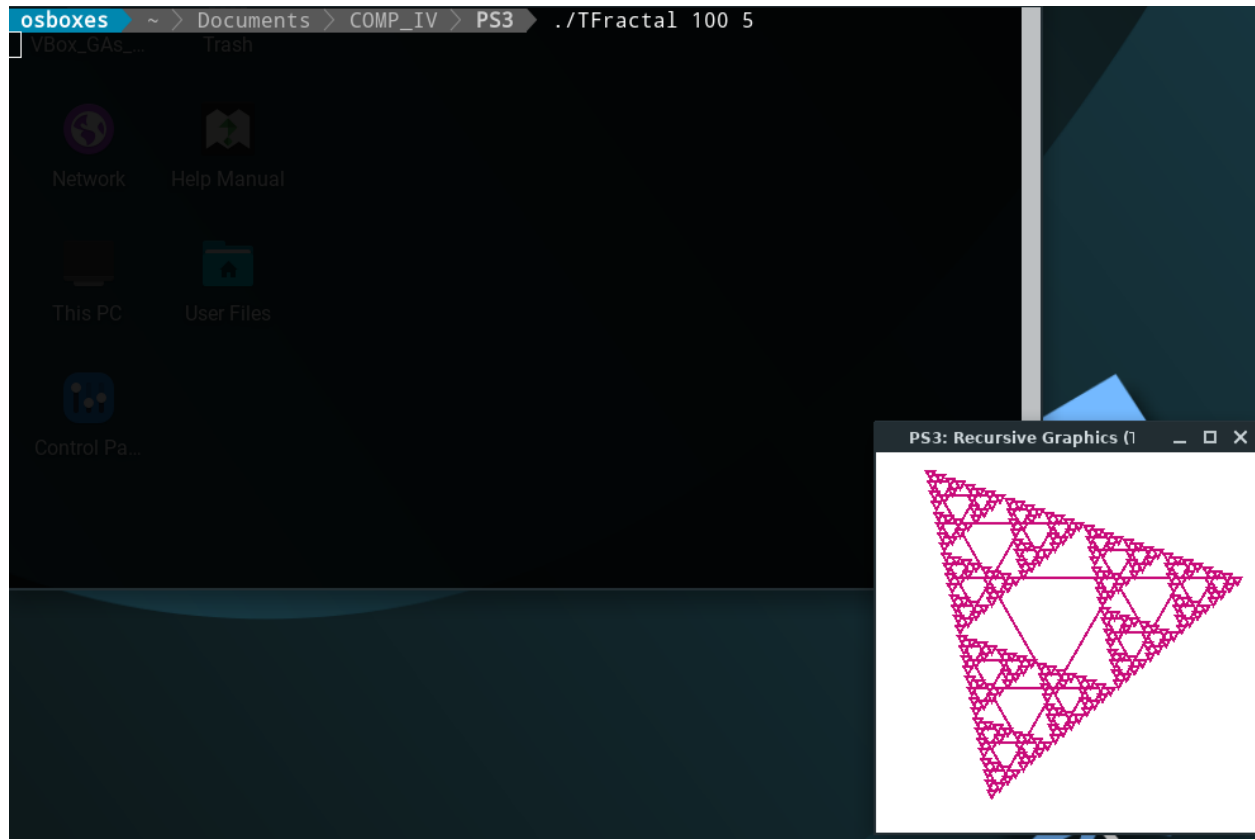 osboxes ~ Documents COMP_IV PS3 ./TFractal 100 5
VBox_GAs_... Trash
Network Help Manual
This PC User Files
Control Pa...
PS3: Recursive Graphics (